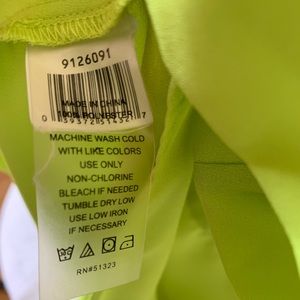 9126091
MADE IN CHINA
100% POLYESTER
MACHINE WASH COLD
WITH LIKE COLORS
USE ONLY
NON-CHLORINE
BLEACH IF NEEDED
TUMBLE DRY LOW
USE LOW IRON
IF NECESSARY
RN#51323